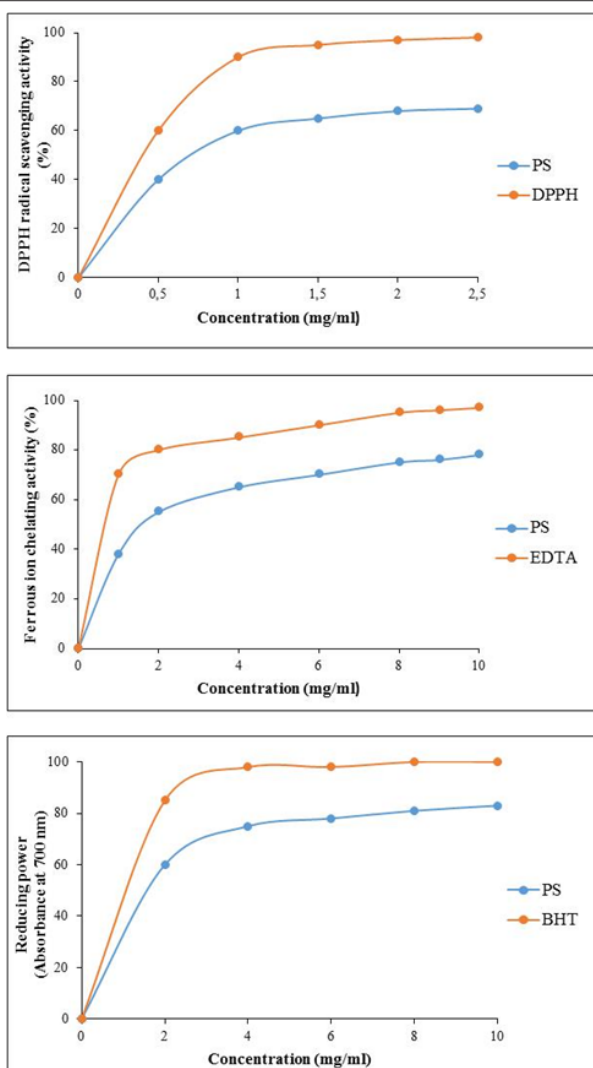 100
80
60
40
20
0
DPPH radical scavenging activity
(%)
0
0,5
1
1,5
2
2,5
Concentration (mg/ml)
PS
DPPH
100
80
60
40
20
0
Ferrous ion chelating activity (%)
0
2
4
6
8
10
Concentration (mg/ml)
PS
EDTA
100
80
60
40
20
0
Reducing power
(Absorbance at 700 nm)
0
2
4
6
8
10
Concentration (mg/ml)
PS
BHT